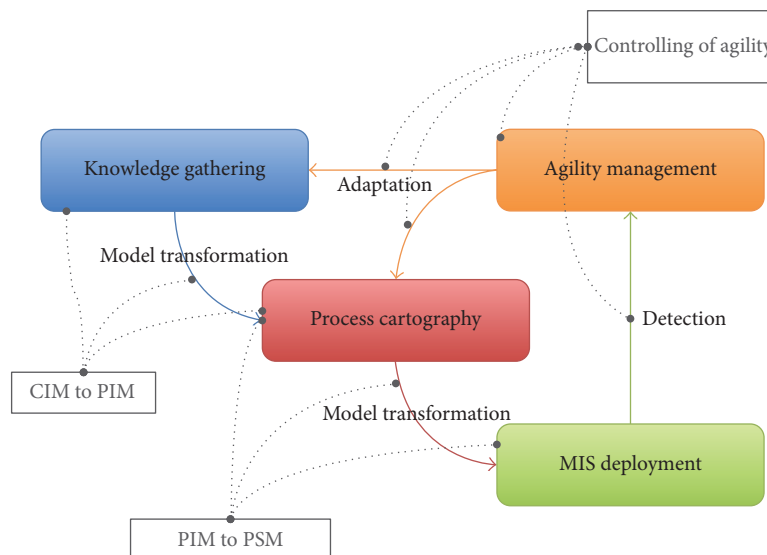 Controlling of agility
Knowledge gathering
Agility management
Adaptation
Model transformation
Process cartography
Detection
CIM to PIM
Model transformation
MIS deployment
PIM to PSM